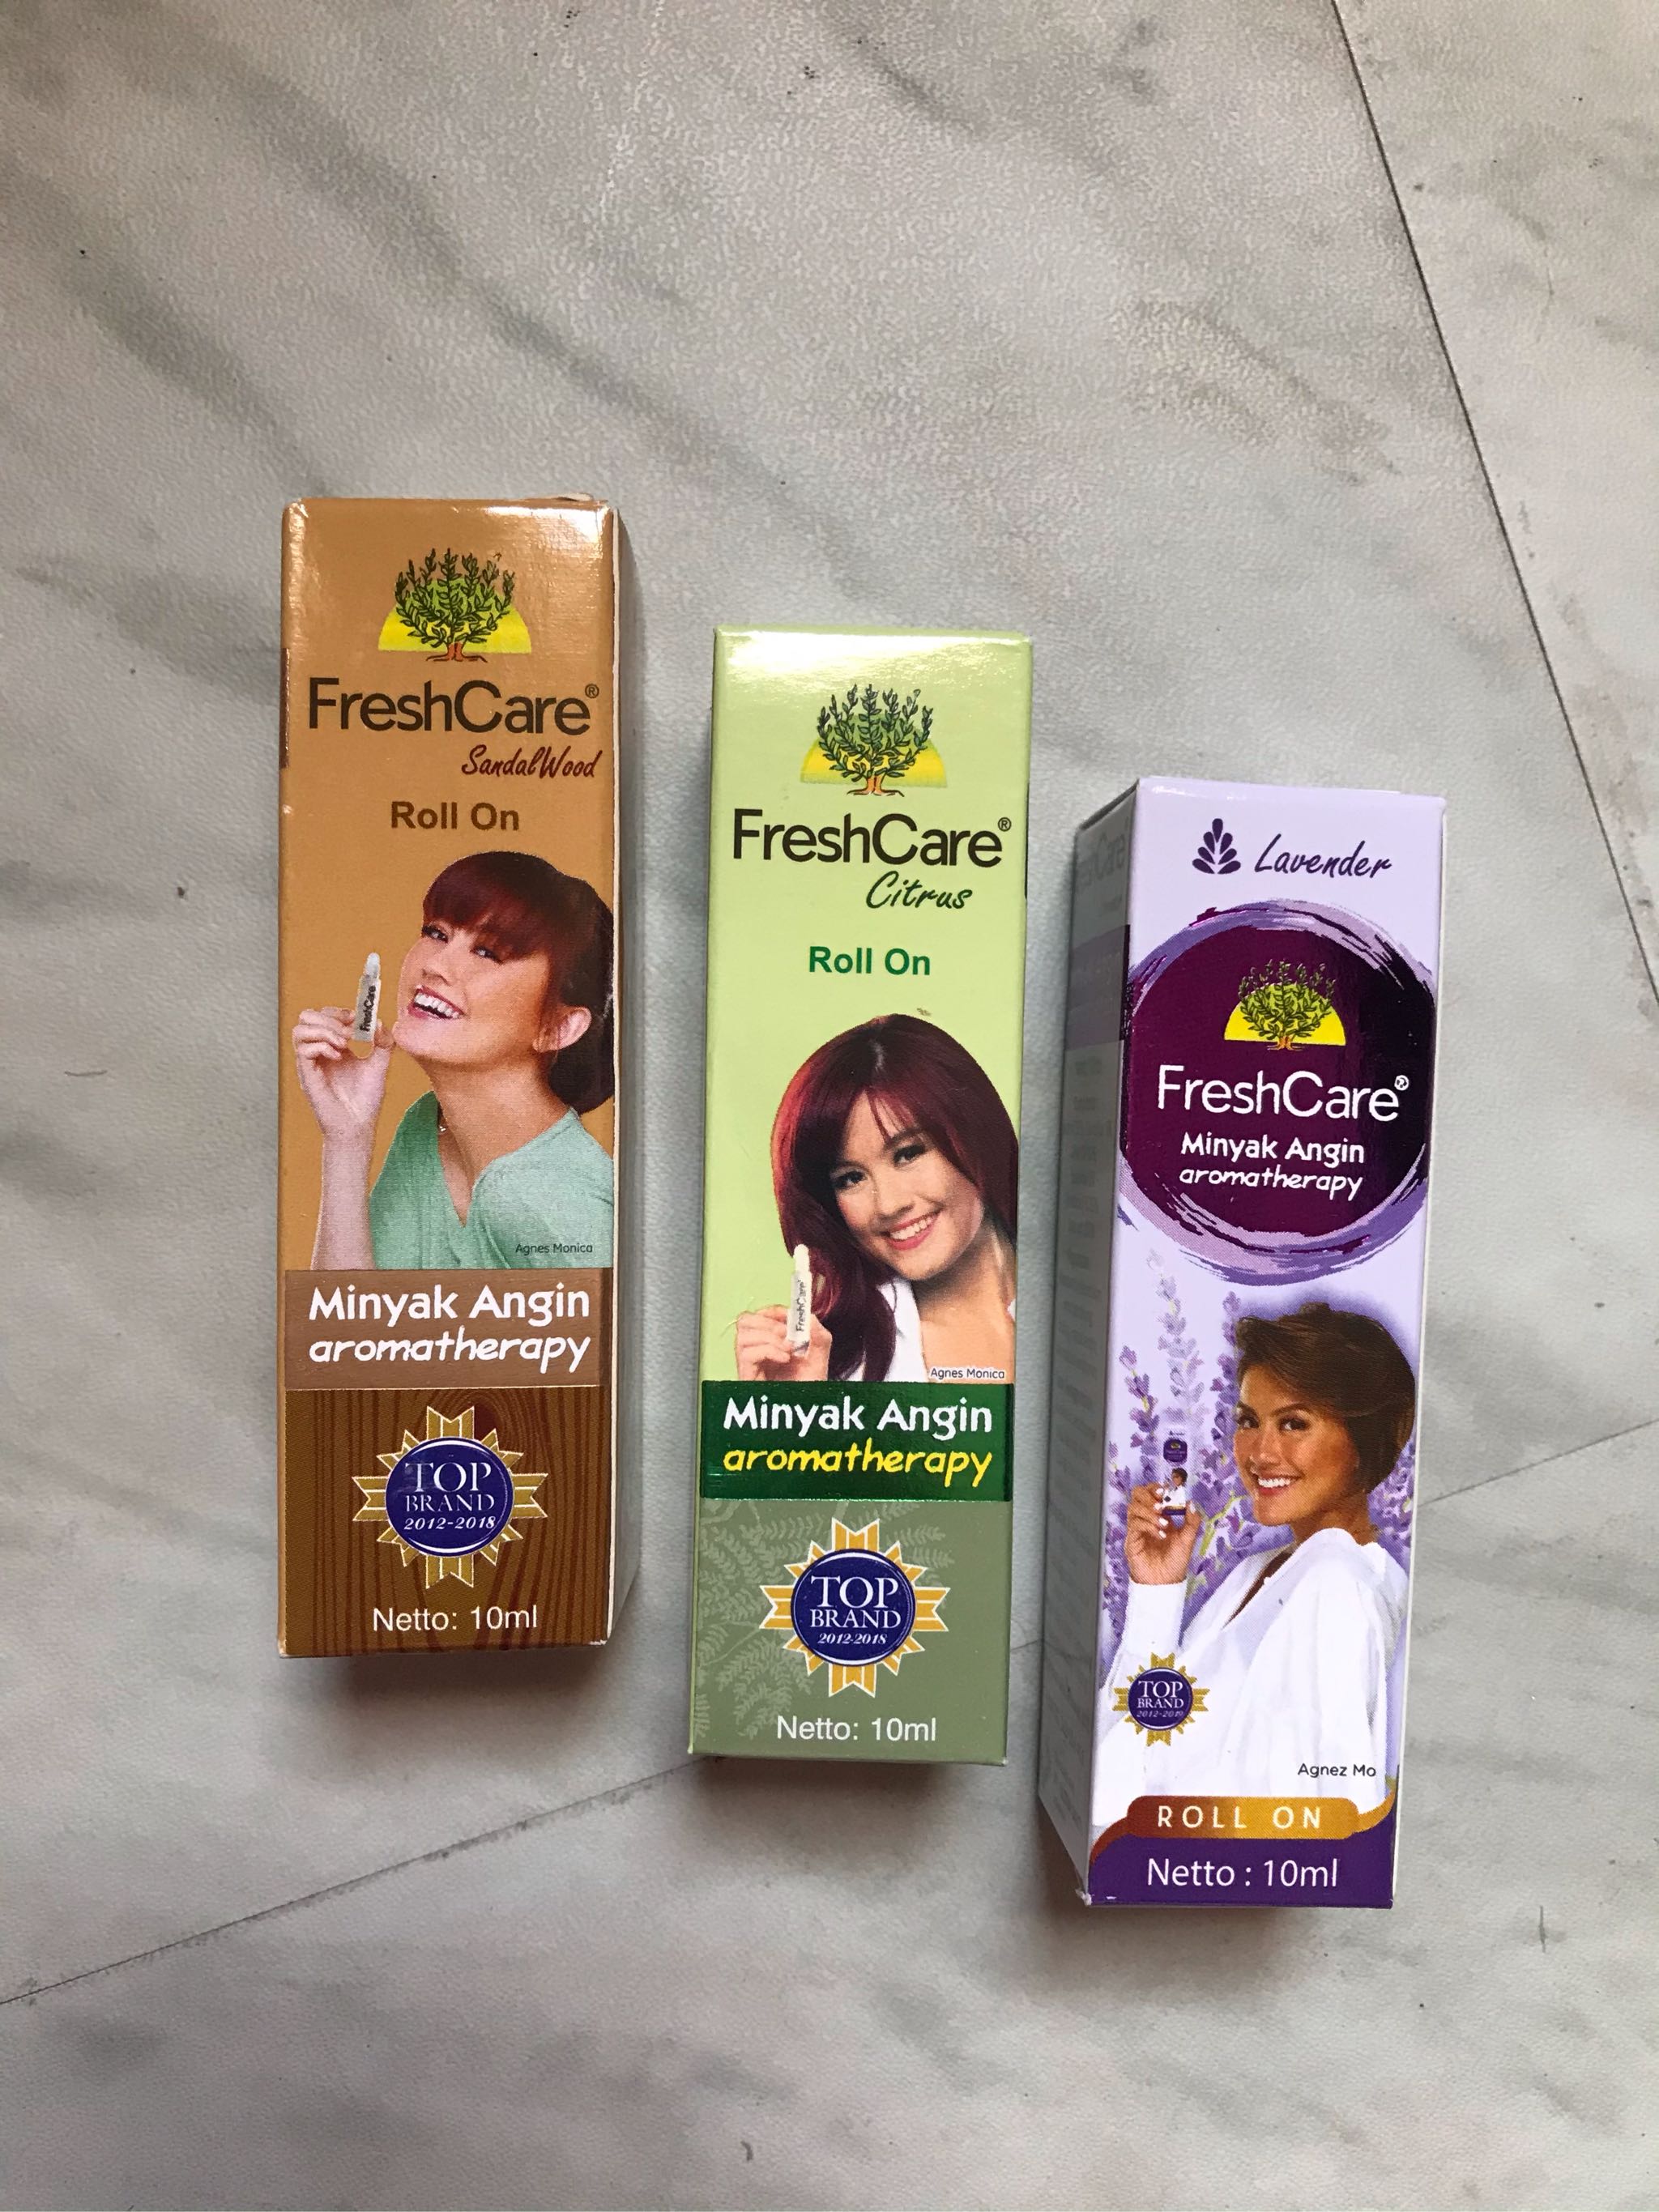 FreshCare®
SandalWood
Roll On
FreshCare
Agnes Monica
Minyak Angin
aromatherapy
TOP
BRAND
2012-2018
Netto: 10ml
FreshCare®
Citrus
Roll On
FreshCare
Agnes Monica
Minyak Angin
aromatherapy
TOP
BRAND
2012-2018
Netto: 10ml
Lavender
FreshCare®
Minyak Angin
aromatherapy
TOP
BRAND
Agnez Mo
ROLL ON
Netto : 10ml